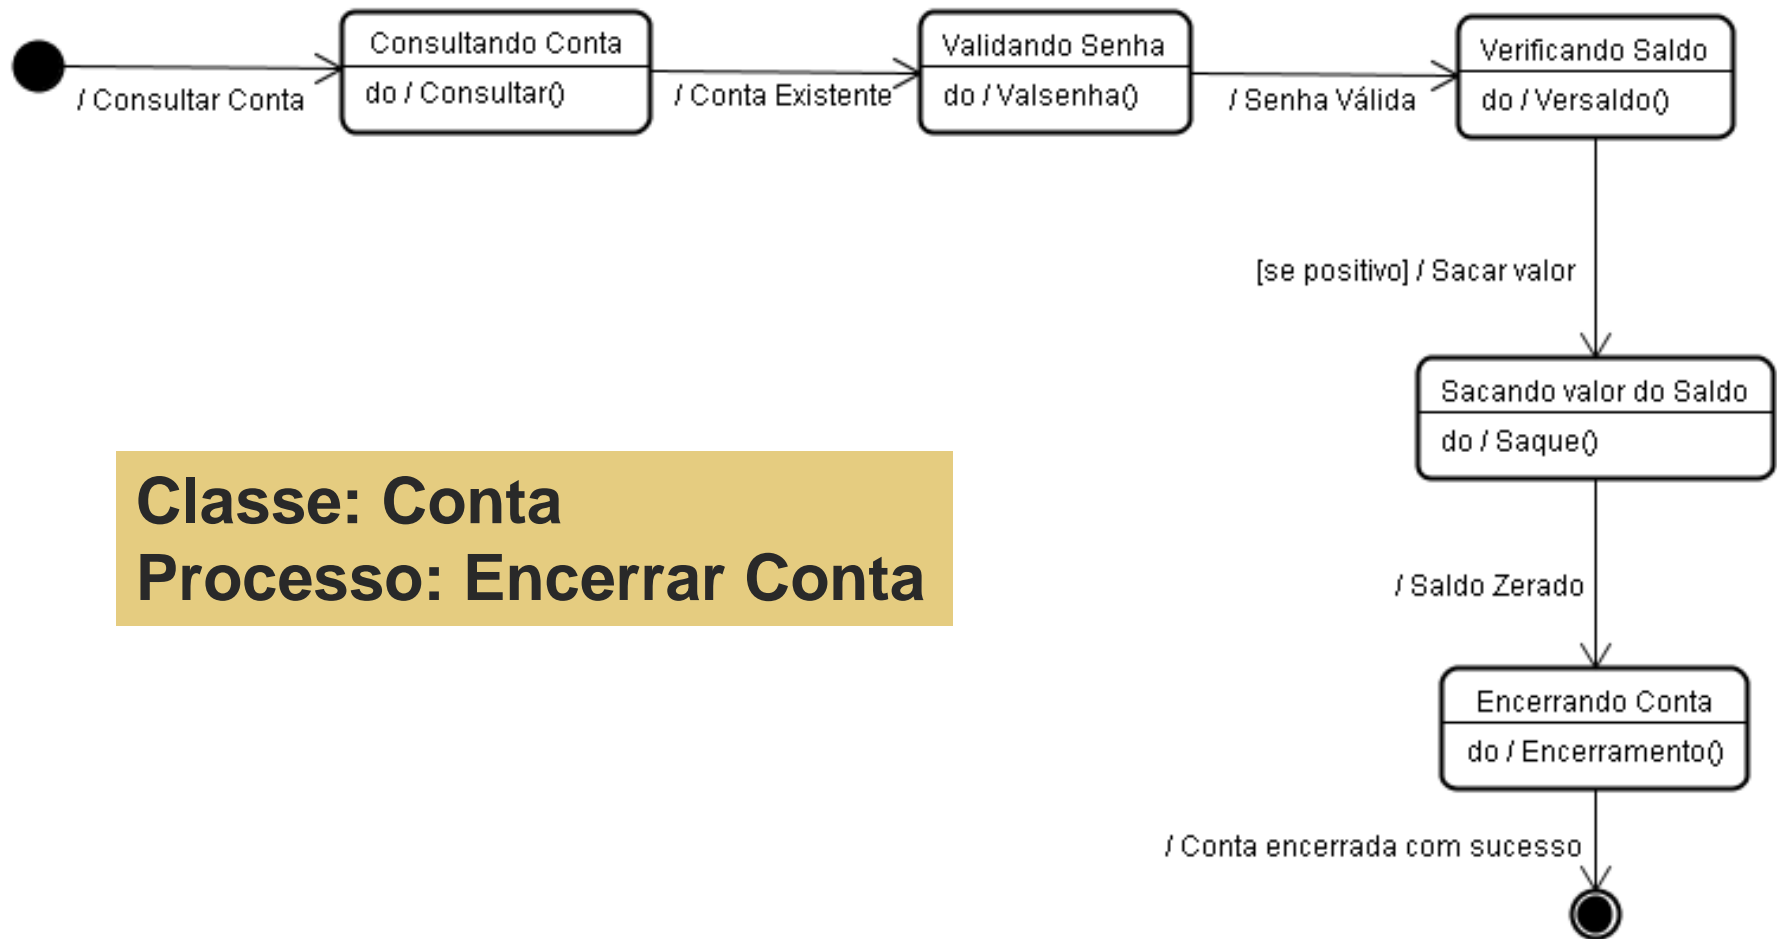 Consultando Conta
do / Consultar()
/ Consultar Conta
/ Conta Existente
Validando Senha
do / Valsenha()
/ Senha Válida
Verificando Saldo
do / Versaldo()
[se positivo] / Sacar valor
Sacando valor do Saldo
do / Saque()
Classe: Conta
Processo: Encerrar Conta
/ Saldo Zerado
Encerrando Conta
do / Encerramento()
/ Conta encerrada com sucesso